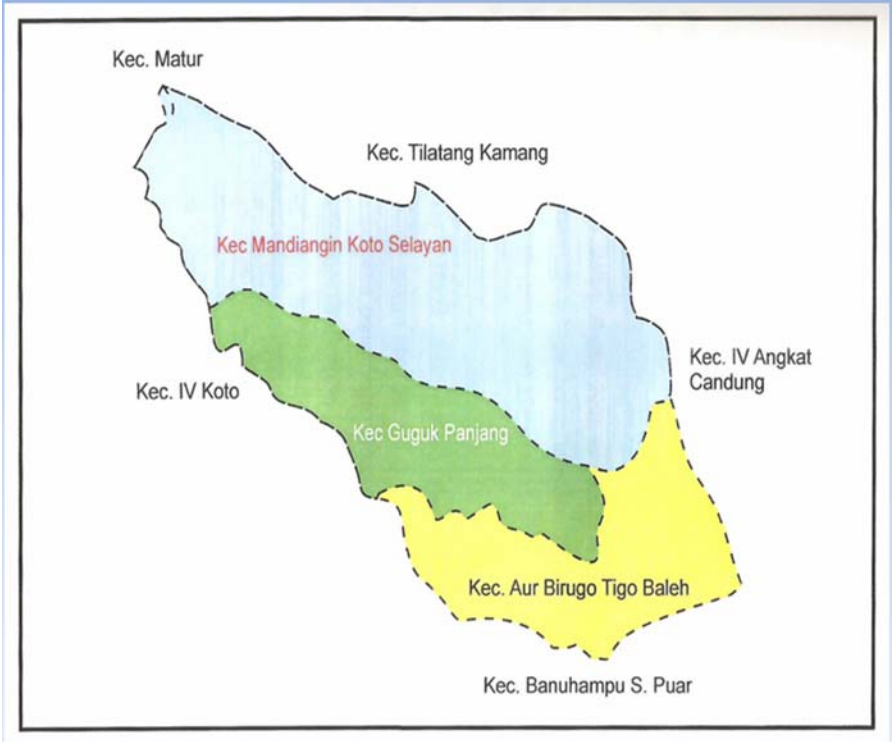 Kec. Matur
Kec. Tilatang Kamang
Kec Mandiangin Koto Selayan
Kec. IV Angkat
Candung
Kec. IV Koto
Kec Guguk Panjang
Kec. Aur Birugo Tigo Baleh
Kec. Banuhampu S. Puar